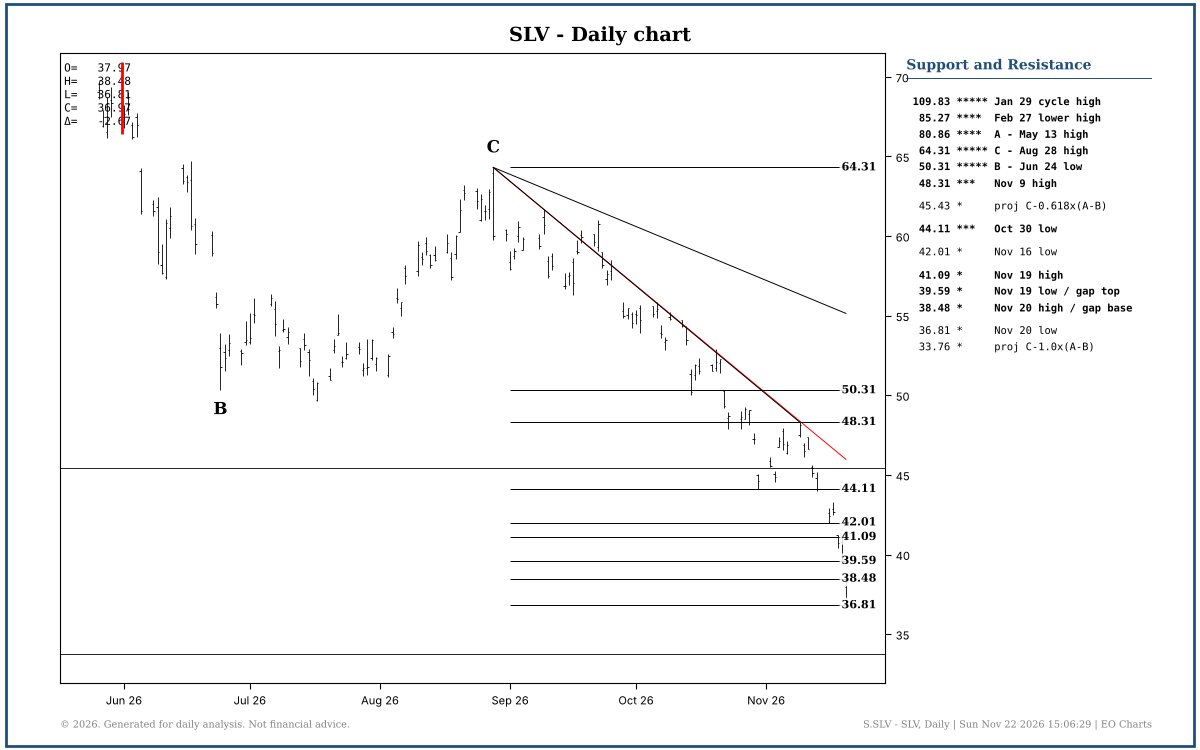 SLV - Daily chart
O= 37.97
H= 38.48
L= 36.81
C= 36.97
Δ= -2.67
C
B
64.31
50.31
48.31
44.11
42.01
41.09
39.59
38.48
36.81
70
65
60
55
50
45
40
35
Jun 26 Jul 26 Aug 26 Sep 26 Oct 26 Nov 26
Support and Resistance
109.83 ***** Jan 29 cycle high
85.27 **** Feb 27 lower high
80.86 **** A - May 13 high
64.31 ***** C - Aug 28 high
50.31 ***** B - Jun 24 low
48.31 *** Nov 9 high
45.43 * proj C-0.618x(A-B)
44.11 *** Oct 30 low
42.01 * Nov 16 low
41.09 * Nov 19 high
39.59 * Nov 19 low / gap top
38.48 * Nov 20 high / gap base
36.81 * Nov 20 low
33.76 * proj C-1.0x(A-B)
© 2026. Generated for daily analysis. Not financial advice.
S.SLV - SLV, Daily | Sun Nov 22 2026 15:06:29 | EO Charts